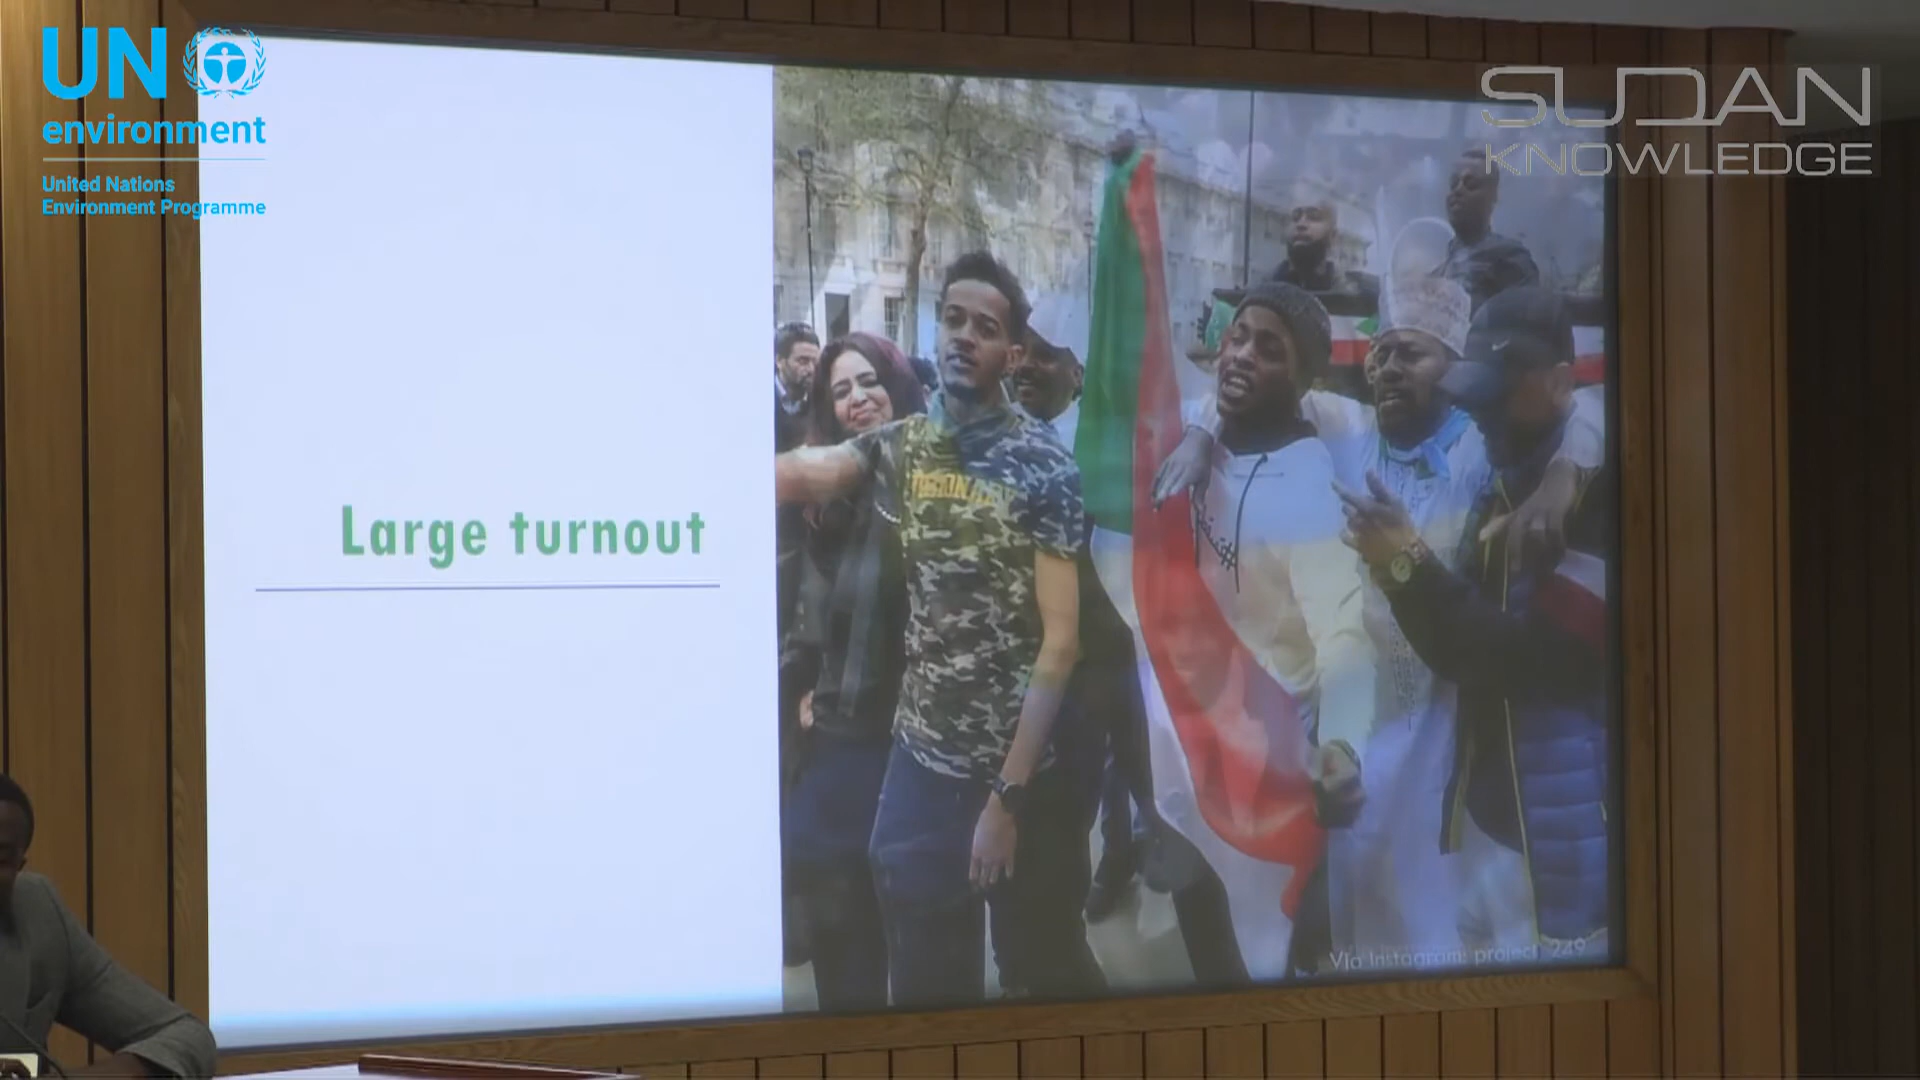 UN
environment
United Nations
Environment Programme
SUDAN
KNOWLEDGE
Large turnout
Via Instagram: project_249